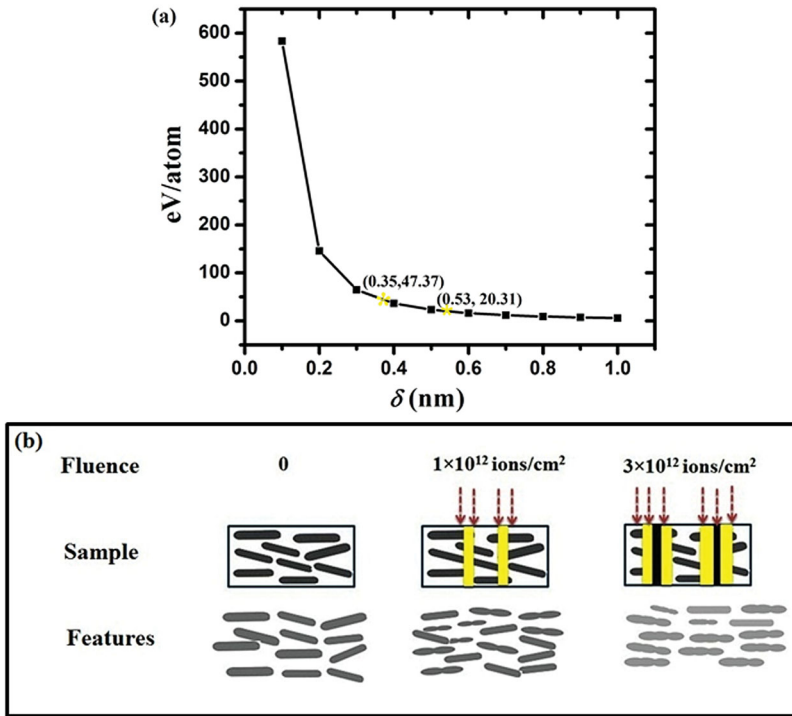 (a)
600
500
400
300
200
100
0
eV/atom
(0.35,47.37)
(0.53, 20.31)
0.0 0.2 0.4 0.6 0.8 1.0
δ (nm)
(b)
Fluence 0 1×10¹² ions/cm² 3×10¹² ions/cm²
Sample
Features